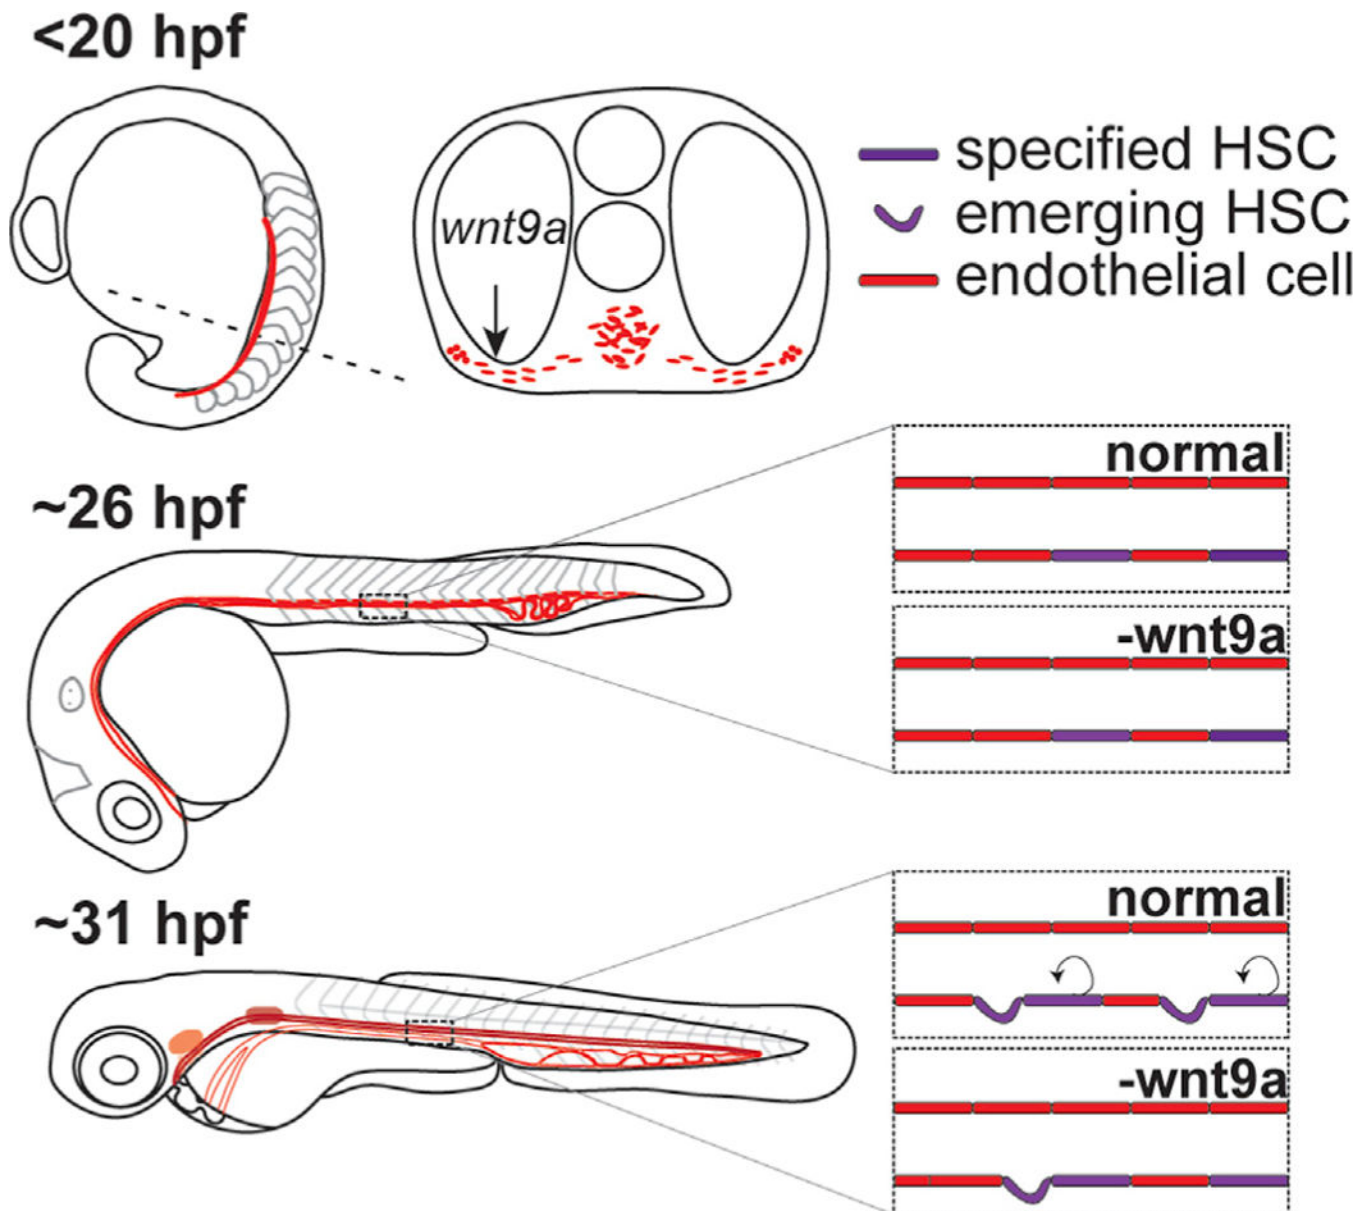 <20 hpf
wnt9a
specified HSC
emerging HSC
endothelial cell
~26 hpf
normal
-wnt9a
~31 hpf
normal
-wnt9a